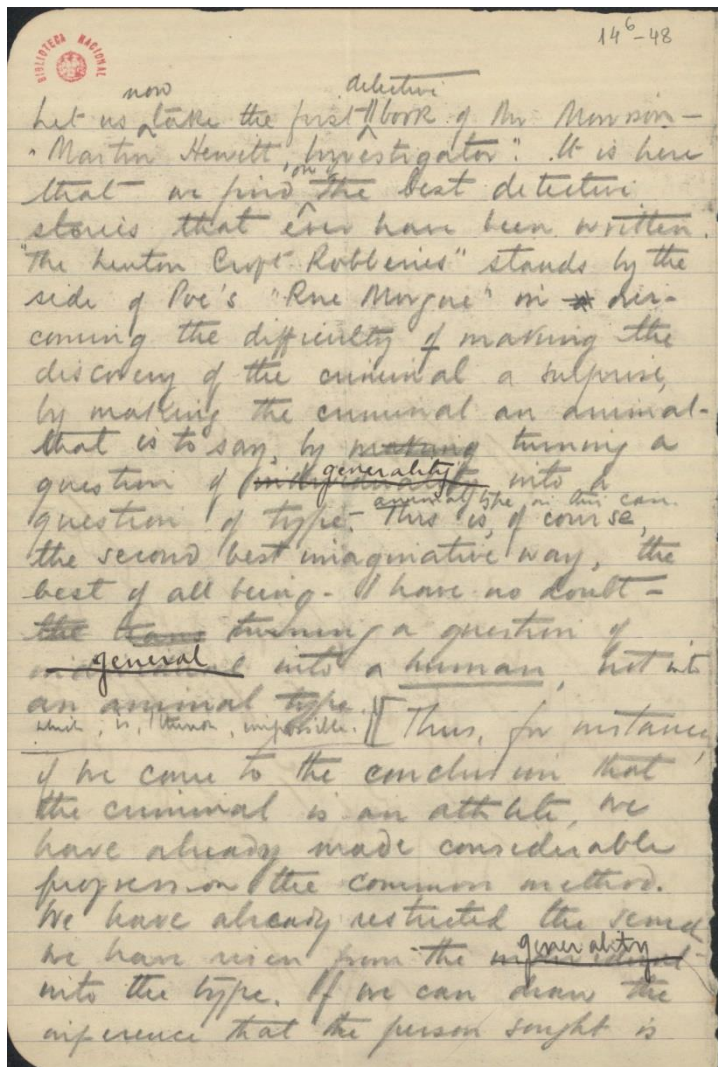 14⁶-48
BIBLIOTECA NACIONAL
now detective
Let us take the first book of Mr Morrison —
"Martin Hewitt, Investigator". It is here
one of
that we find the best detective
stories that ever have been written.
"The Lenton Croft Robberies" stands by the
side of Poe's "Rue Morgue" in over-
coming the difficulty of making the
discovery of the criminal a surprise,
by making the criminal an animal -
that is to say, by making turning a
generality
question of into a
animal type in this case.
question of type. This is, of course,
the second best imaginative way, the
best of all being - I have no doubt -
the turning a question of
general
into a human, not into
an animal type.
which, is, I think, impossible. [Thus, for instance,
if we come to the conclusion that
the criminal is an athlete, we
have already made considerable
progress on the common method.
We have already restricted the search
generality
we have risen from the
into the type. If we can draw the
inference that the person sought is